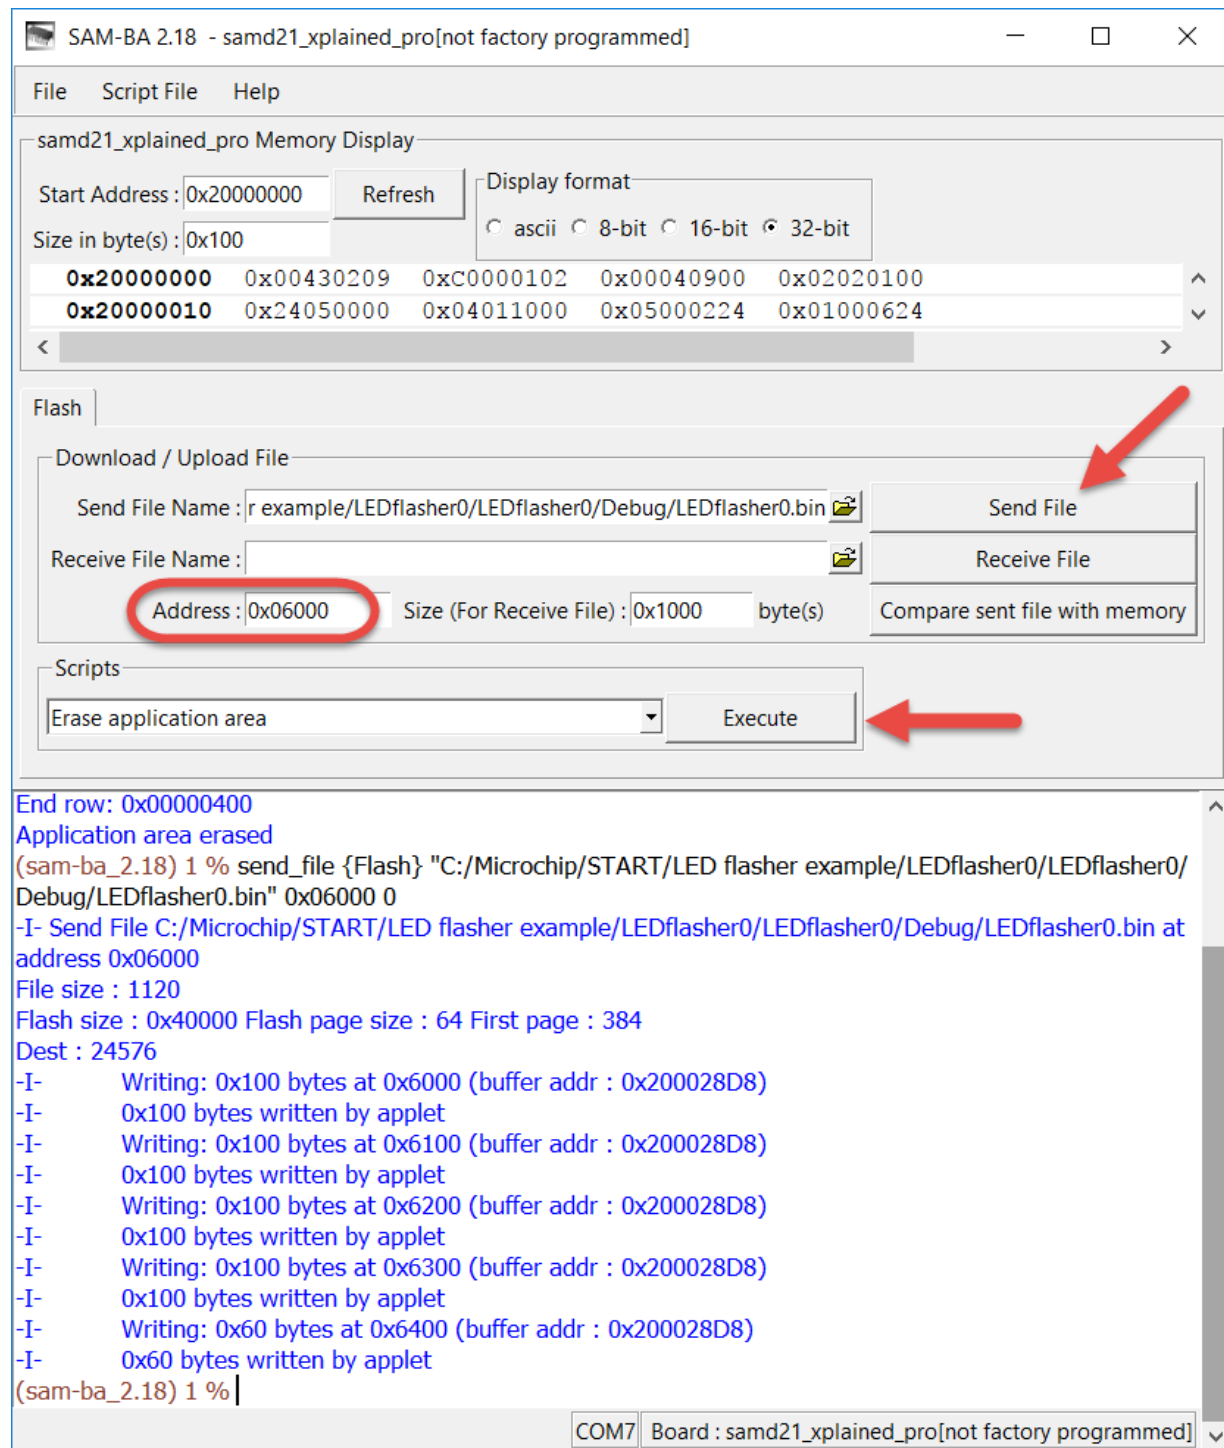 SAM-BA 2.18  - samd21_xplained_pro[not factory programmed]
File Script File Help
samd21_xplained_pro Memory Display
Start Address : 0x20000000 Refresh
Display format
Size in byte(s) : 0x100
ascii 8-bit 16-bit 32-bit
0x20000000 0x00430209 0xC0000102 0x00040900 0x02020100
0x20000010 0x24050000 0x04011000 0x05000224 0x01000624
Flash
Download / Upload File
Send File Name : r example/LEDflasher0/LEDflasher0/Debug/LEDflasher0.bin Send File
Receive File Name : Receive File
Address : 0x06000 Size (For Receive File) : 0x1000 byte(s) Compare sent file with memory
Scripts
Erase application area Execute
End row: 0x00000400
Application area erased
(sam-ba_2.18) 1 % send_file {Flash} "C:/Microchip/START/LED flasher example/LEDflasher0/LEDflasher0/
Debug/LEDflasher0.bin" 0x06000 0
-I- Send File C:/Microchip/START/LED flasher example/LEDflasher0/LEDflasher0/Debug/LEDflasher0.bin at
address 0x06000
File size : 1120
Flash size : 0x40000 Flash page size : 64 First page : 384
Dest : 24576
-I- Writing: 0x100 bytes at 0x6000 (buffer addr : 0x200028D8)
-I- 0x100 bytes written by applet
-I- Writing: 0x100 bytes at 0x6100 (buffer addr : 0x200028D8)
-I- 0x100 bytes written by applet
-I- Writing: 0x100 bytes at 0x6200 (buffer addr : 0x200028D8)
-I- 0x100 bytes written by applet
-I- Writing: 0x100 bytes at 0x6300 (buffer addr : 0x200028D8)
-I- 0x100 bytes written by applet
-I- Writing: 0x60 bytes at 0x6400 (buffer addr : 0x200028D8)
-I- 0x60 bytes written by applet
(sam-ba_2.18) 1 %
COM7 Board : samd21_xplained_pro[not factory programmed]